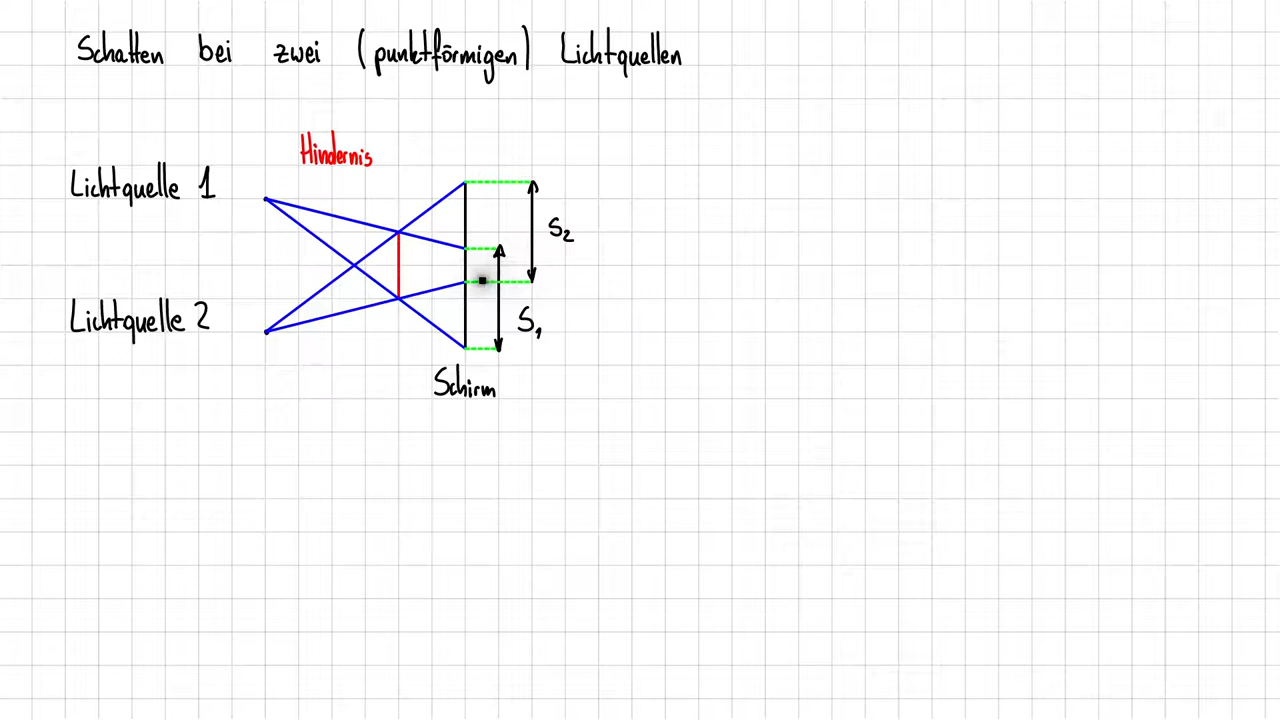 Schatten bei zwei (punktförmigen) Lichtquellen
Hindernis
Lichtquelle 1
S₂
Lichtquelle 2
S₁
Schirm